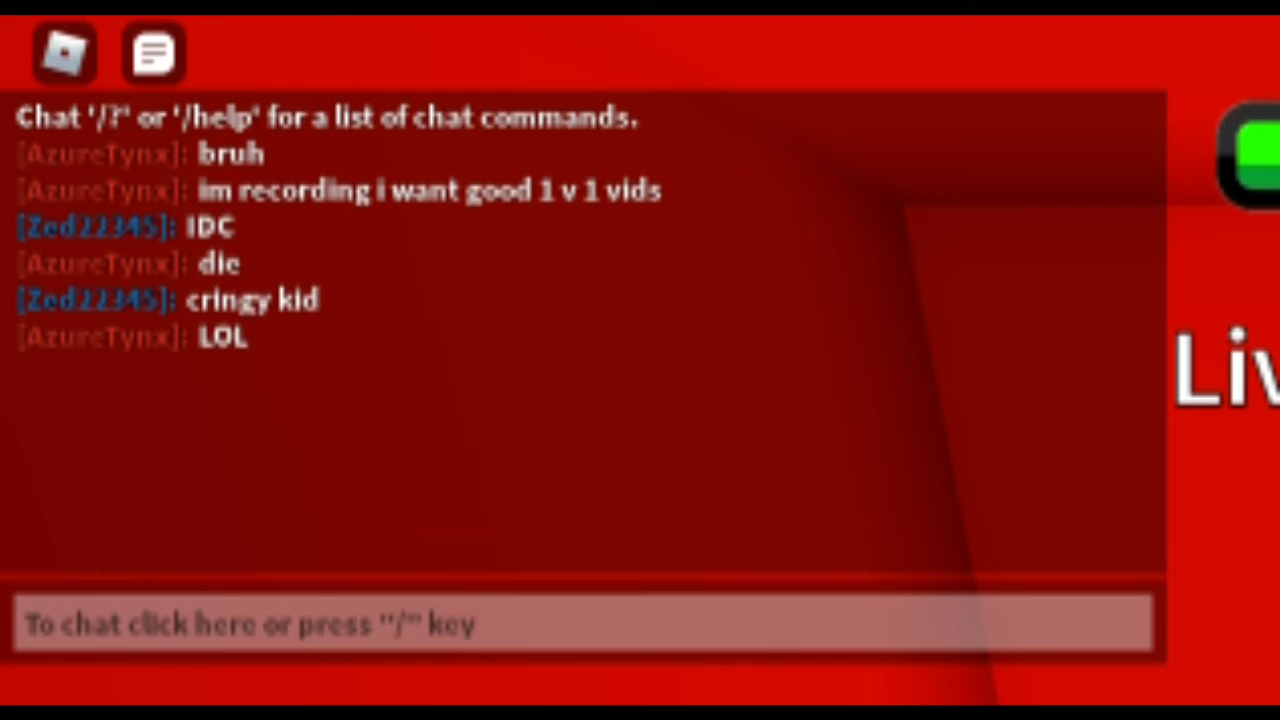 Chat '/?' or '/help' for a list of chat commands.
[AzureTynx]: bruh
[AzureTynx]: im recording i want good 1 v 1 vids
[Zed22345]: IDC
[AzureTynx]: die
[Zed22345]: cringy kid
[AzureTynx]: LOL
Liv
To chat click here or press "/" key